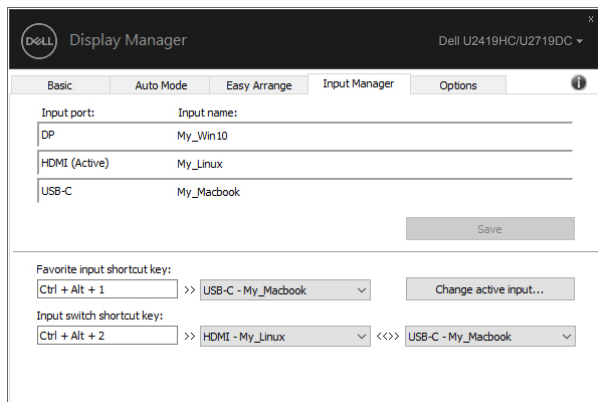 x
DELL Display Manager Dell U2419HC/U2719DC
Basic Auto Mode Easy Arrange Input Manager Options i
Input port: Input name:
DP My_Win10
HDMI (Active) My_Linux
USB-C My_Macbook
Save
Favorite input shortcut key:
Ctrl + Alt + 1 >> USB-C - My_Macbook Change active input...
Input switch shortcut key:
Ctrl + Alt + 2 >> HDMI - My_Linux <<>> USB-C - My_Macbook